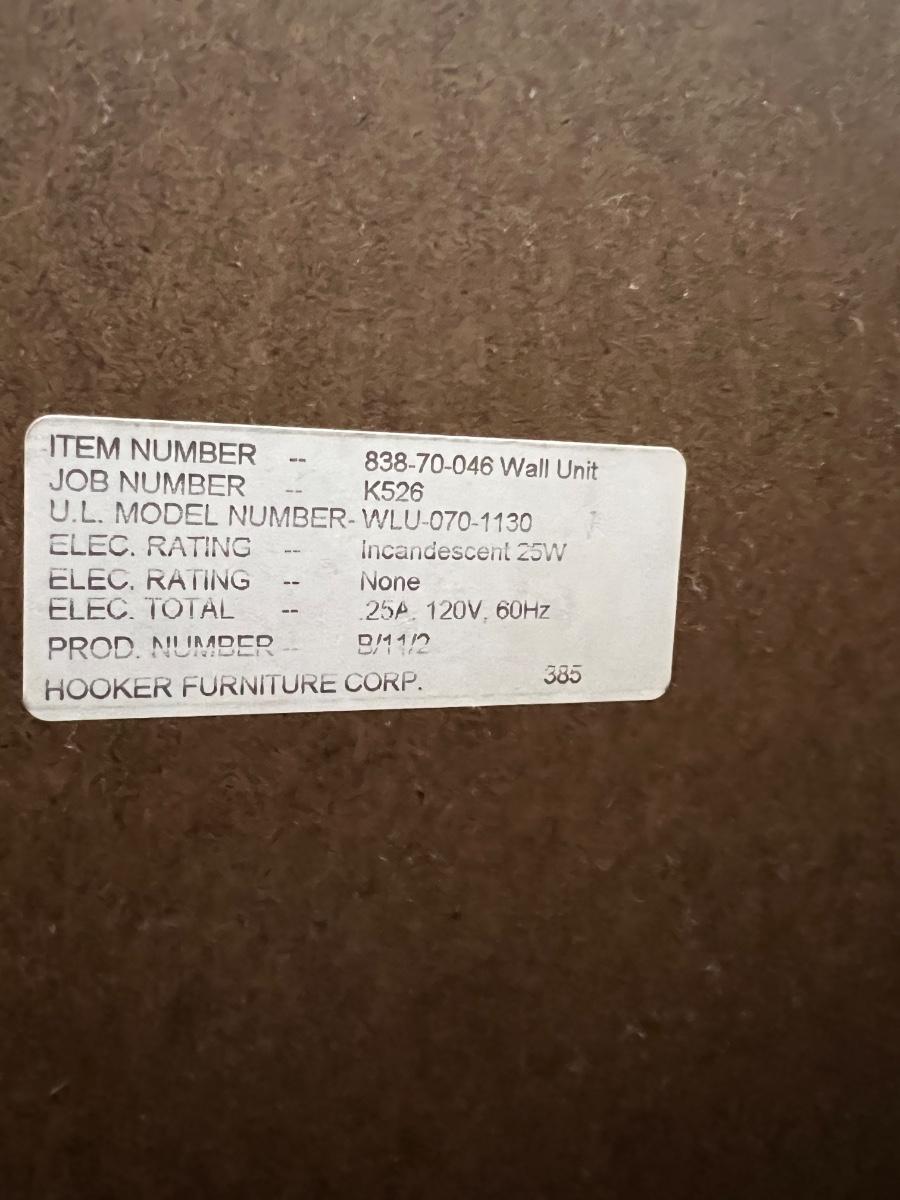 ITEM NUMBER -- 838-70-046 Wall Unit
JOB NUMBER -- K526
U.L. MODEL NUMBER- WLU-070-1130
ELEC. RATING -- Incandescent 25W
ELEC. RATING -- None
ELEC. TOTAL -- .25A, 120V, 60Hz
PROD. NUMBER -- B/11/2
HOOKER FURNITURE CORP. 385